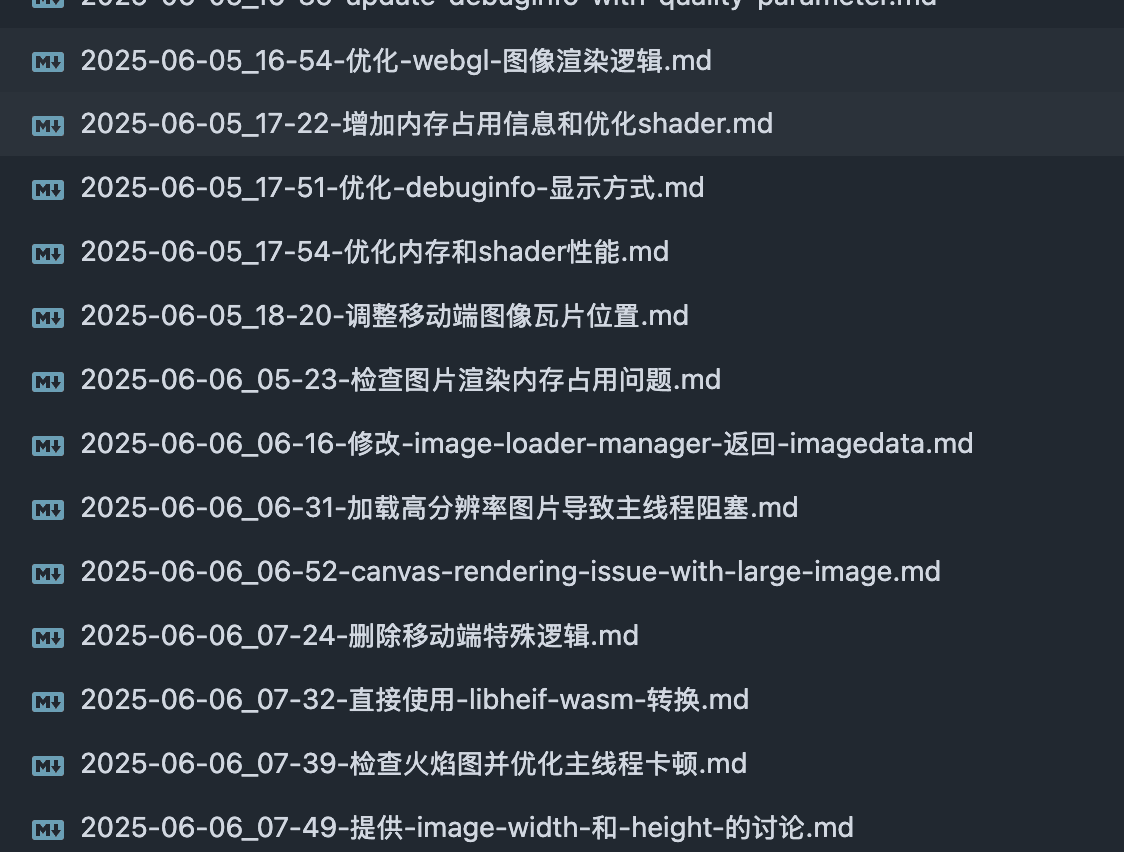 update-debuginfo-with-quality-parameter.md
M↓ 2025-06-05_16-54-优化-webgl-图像渲染逻辑.md
M↓ 2025-06-05_17-22-增加内存占用信息和优化shader.md
M↓ 2025-06-05_17-51-优化-debuginfo-显示方式.md
M↓ 2025-06-05_17-54-优化内存和shader性能.md
M↓ 2025-06-05_18-20-调整移动端图像瓦片位置.md
M↓ 2025-06-06_05-23-检查图片渲染内存占用问题.md
M↓ 2025-06-06_06-16-修改-image-loader-manager-返回-imagedata.md
M↓ 2025-06-06_06-31-加载高分辨率图片导致主线程阻塞.md
M↓ 2025-06-06_06-52-canvas-rendering-issue-with-large-image.md
M↓ 2025-06-06_07-24-删除移动端特殊逻辑.md
M↓ 2025-06-06_07-32-直接使用-libheif-wasm-转换.md
M↓ 2025-06-06_07-39-检查火焰图并优化主线程卡顿.md
M↓ 2025-06-06_07-49-提供-image-width-和-height-的讨论.md